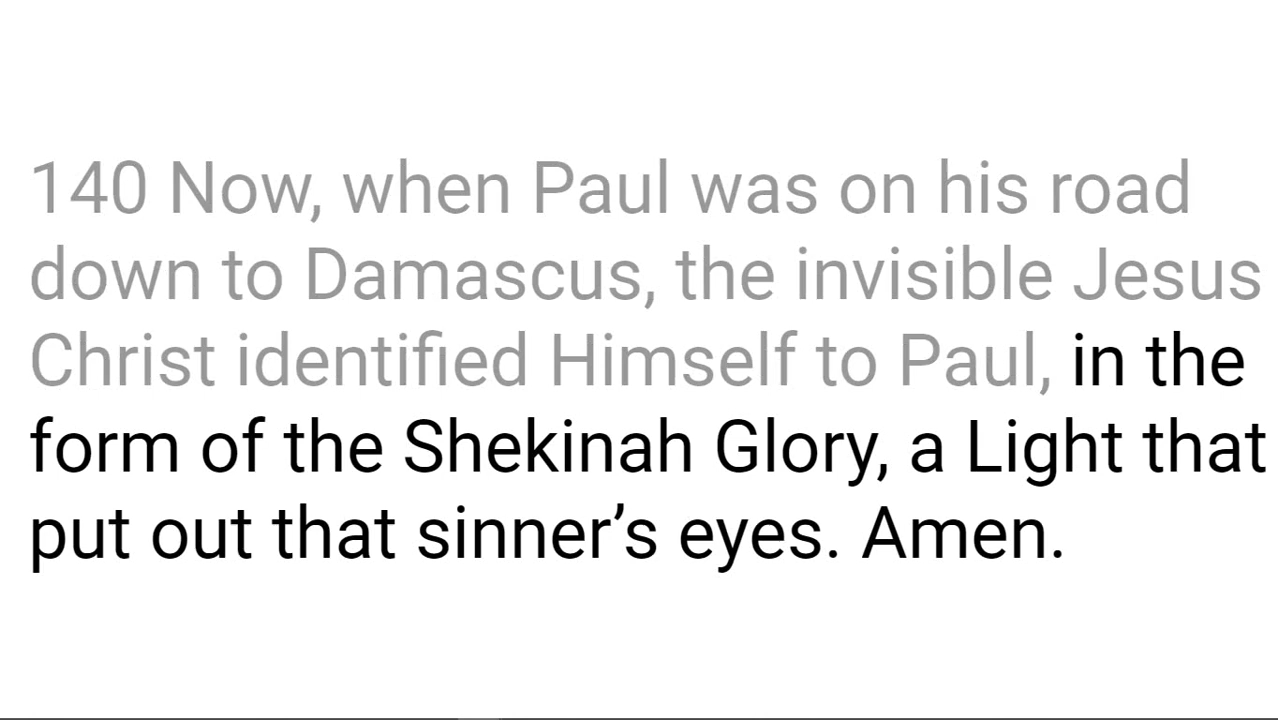 140 Now, when Paul was on his road
down to Damascus, the invisible Jesus
Christ identified Himself to Paul, in the
form of the Shekinah Glory, a Light that
put out that sinner’s eyes. Amen.